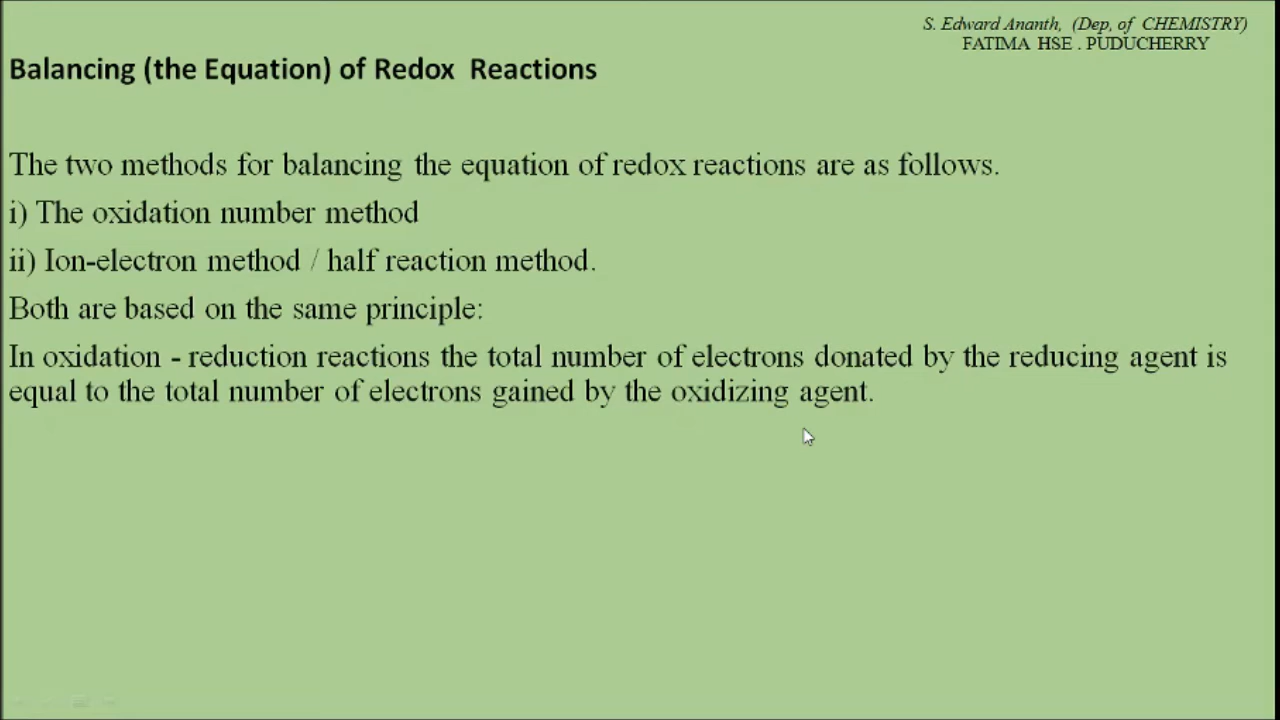 S. Edward Ananth, (Dep, of CHEMISTRY)
FATIMA HSE . PUDUCHERRY
Balancing (the Equation) of Redox Reactions
The two methods for balancing the equation of redox reactions are as follows.
i) The oxidation number method
ii) Ion-electron method / half reaction method.
Both are based on the same principle:
In oxidation - reduction reactions the total number of electrons donated by the reducing agent is
equal to the total number of electrons gained by the oxidizing agent.